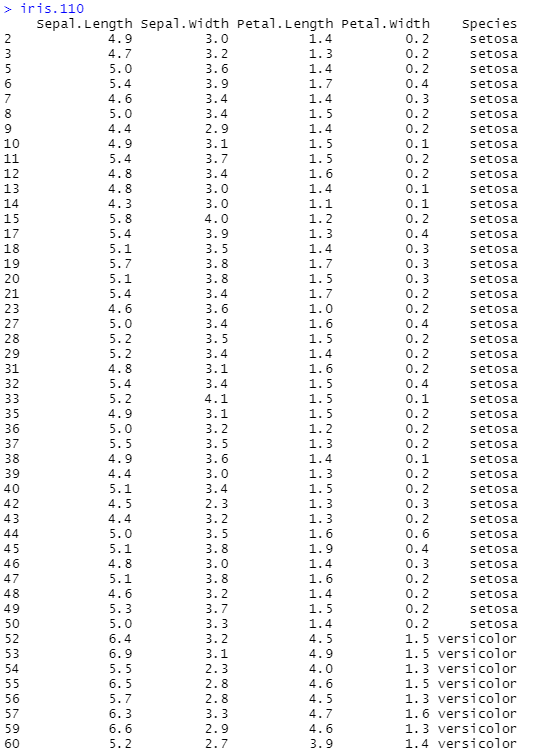 > iris.110
Sepal.Length Sepal.Width Petal.Length Petal.Width Species
2 4.9 3.0 1.4 0.2 setosa
3 4.7 3.2 1.3 0.2 setosa
5 5.0 3.6 1.4 0.2 setosa
6 5.4 3.9 1.7 0.4 setosa
7 4.6 3.4 1.4 0.3 setosa
8 5.0 3.4 1.5 0.2 setosa
9 4.4 2.9 1.4 0.2 setosa
10 4.9 3.1 1.5 0.1 setosa
11 5.4 3.7 1.5 0.2 setosa
12 4.8 3.4 1.6 0.2 setosa
13 4.8 3.0 1.4 0.1 setosa
14 4.3 3.0 1.1 0.1 setosa
15 5.8 4.0 1.2 0.2 setosa
17 5.4 3.9 1.3 0.4 setosa
18 5.1 3.5 1.4 0.3 setosa
19 5.7 3.8 1.7 0.3 setosa
20 5.1 3.8 1.5 0.3 setosa
21 5.4 3.4 1.7 0.2 setosa
23 4.6 3.6 1.0 0.2 setosa
27 5.0 3.4 1.6 0.4 setosa
28 5.2 3.5 1.5 0.2 setosa
29 5.2 3.4 1.4 0.2 setosa
31 4.8 3.1 1.6 0.2 setosa
32 5.4 3.4 1.5 0.4 setosa
33 5.2 4.1 1.5 0.1 setosa
35 4.9 3.1 1.5 0.2 setosa
36 5.0 3.2 1.2 0.2 setosa
37 5.5 3.5 1.3 0.2 setosa
38 4.9 3.6 1.4 0.1 setosa
39 4.4 3.0 1.3 0.2 setosa
40 5.1 3.4 1.5 0.2 setosa
42 4.5 2.3 1.3 0.3 setosa
43 4.4 3.2 1.3 0.2 setosa
44 5.0 3.5 1.6 0.6 setosa
45 5.1 3.8 1.9 0.4 setosa
46 4.8 3.0 1.4 0.3 setosa
47 5.1 3.8 1.6 0.2 setosa
48 4.6 3.2 1.4 0.2 setosa
49 5.3 3.7 1.5 0.2 setosa
50 5.0 3.3 1.4 0.2 setosa
52 6.4 3.2 4.5 1.5 versicolor
53 6.9 3.1 4.9 1.5 versicolor
54 5.5 2.3 4.0 1.3 versicolor
55 6.5 2.8 4.6 1.5 versicolor
56 5.7 2.8 4.5 1.3 versicolor
57 6.3 3.3 4.7 1.6 versicolor
59 6.6 2.9 4.6 1.3 versicolor
60 5.2 2.7 3.9 1.4 versicolor